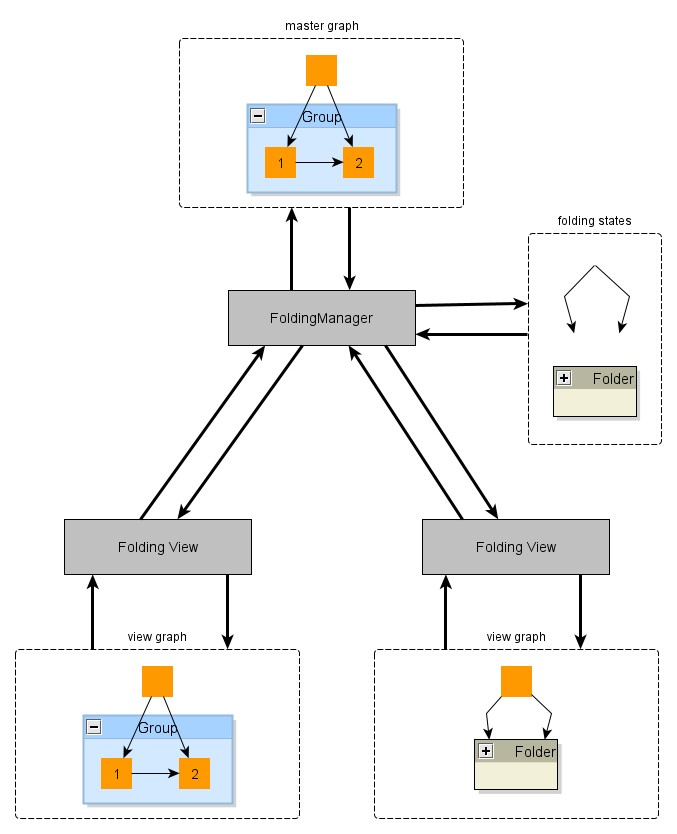 master graph
Group
1
2
folding states
FoldingManager
Folder
Folding View
Folding View
view graph
view graph
Group
1
2
Folder